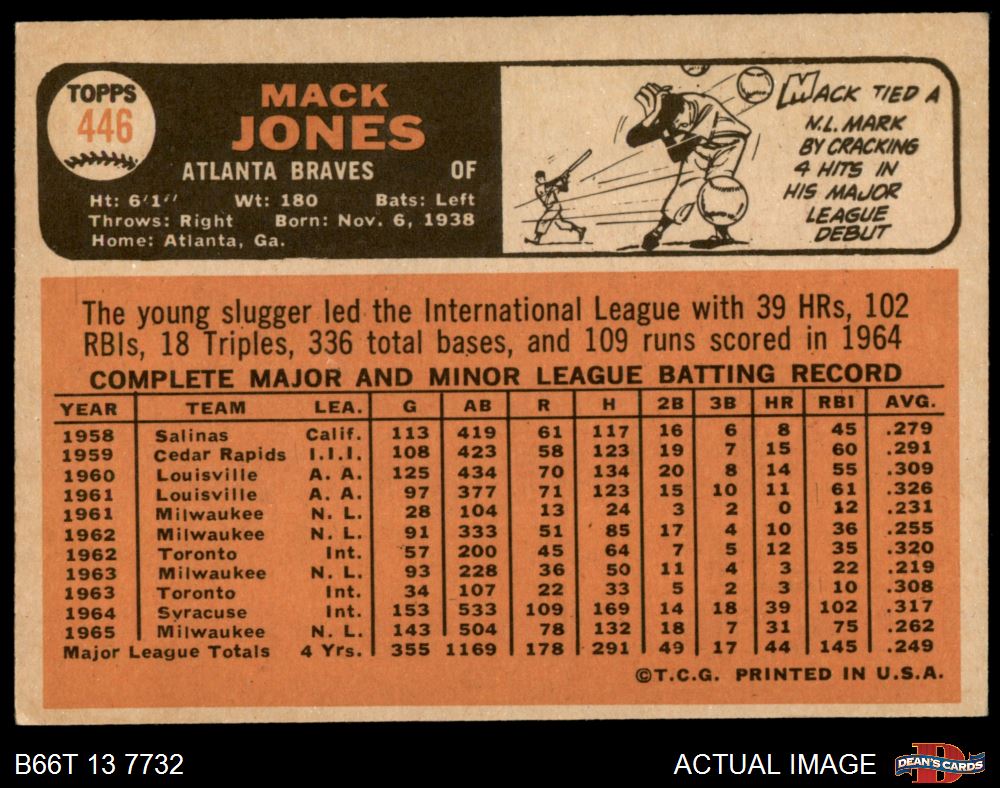 TOPPS
446
MACK
JONES
ATLANTA BRAVES OF
Ht: 6'1" Wt: 180 Bats: Left
Throws: Right Born: Nov. 6, 1938
Home: Atlanta, Ga.
MACK TIED A
N.L. MARK
BY CRACKING
4 HITS IN
HIS MAJOR
LEAGUE
DEBUT
The young slugger led the International League with 39 HRs, 102
RBIs, 18 Triples, 336 total bases, and 109 runs scored in 1964
COMPLETE MAJOR AND MINOR LEAGUE BATTING RECORD
YEAR TEAM LEA. G AB R H 2B 3B HR RBI AVG.
1958 Salinas Calif. 113 419 61 117 16 6 8 45 .279
1959 Cedar Rapids I.I.I. 108 423 58 123 19 7 15 60 .291
1960 Louisville A. A. 125 434 70 134 20 8 14 55 .309
1961 Louisville A. A. 97 377 71 123 15 10 11 61 .326
1961 Milwaukee N. L. 28 104 13 24 3 2 0 12 .231
1962 Milwaukee N. L. 91 333 51 85 17 4 10 36 .255
1962 Toronto Int. 57 200 45 64 7 5 12 35 .320
1963 Milwaukee N. L. 93 228 36 50 11 4 3 22 .219
1963 Toronto Int. 34 107 22 33 5 2 3 10 .308
1964 Syracuse Int. 153 533 109 169 14 18 39 102 .317
1965 Milwaukee N. L. 143 504 78 132 18 7 31 75 .262
Major League Totals 4 Yrs. 355 1169 178 291 49 17 44 145 .249
©T.C.G. PRINTED IN U.S.A.
B66T 13 7732 ACTUAL IMAGE
DEAN'S CARDS